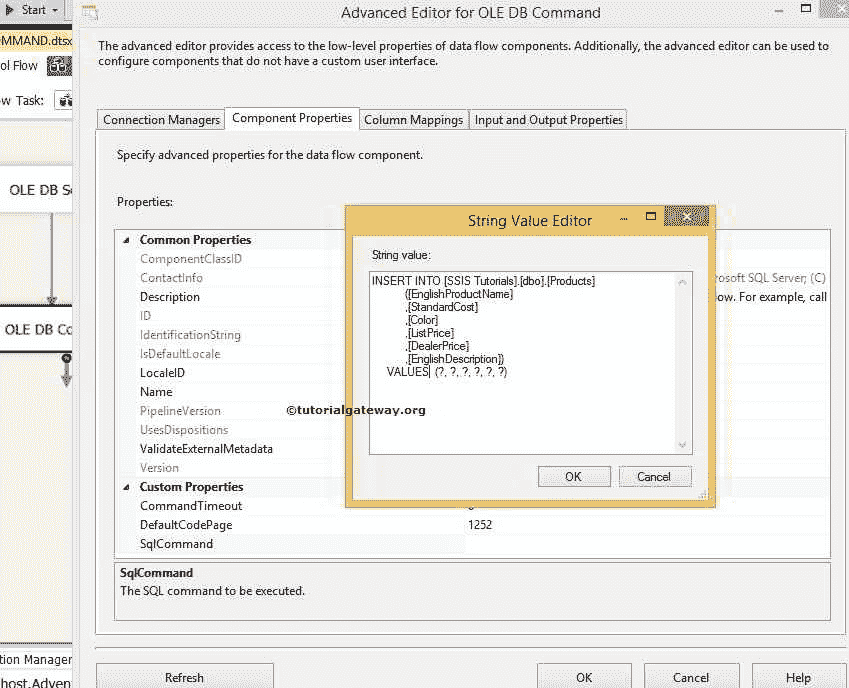 Start
Advanced Editor for OLE DB Command
OMMAND.dtsx
The advanced editor provides access to the low-level properties of data flow components. Additionally, the advanced editor can be used to
configure components that do not have a custom user interface.
ol Flow
w Task:
Connection Managers
Component Properties
Column Mappings
Input and Output Properties
Specify advanced properties for the data flow component.
OLE DB S
Properties:
String Value Editor
Common Properties
ComponentClassID
String value:
ContactInfo
rosoft SQL Server; (C)
INSERT INTO [SSIS Tutorials].[dbo].[Products]
([EnglishProductName]
,[StandardCost]
,[Color]
,[ListPrice]
,[DealerPrice]
,[EnglishDescription])
VALUES (?, ?, ?, ?, ?, ?)
Description
ow. For example, call
ID
OLE DB Co
IdentificationString
IsDefaultLocale
LocaleID
Name
©tutorialgateway.org
PipelineVersion
UsesDispositions
ValidateExternalMetadata
Version
OK
Cancel
Custom Properties
CommandTimeout
DefaultCodePage
1252
SqlCommand
SqlCommand
The SQL command to be executed.
tion Manager
host.Adven
Refresh
OK
Cancel
Help